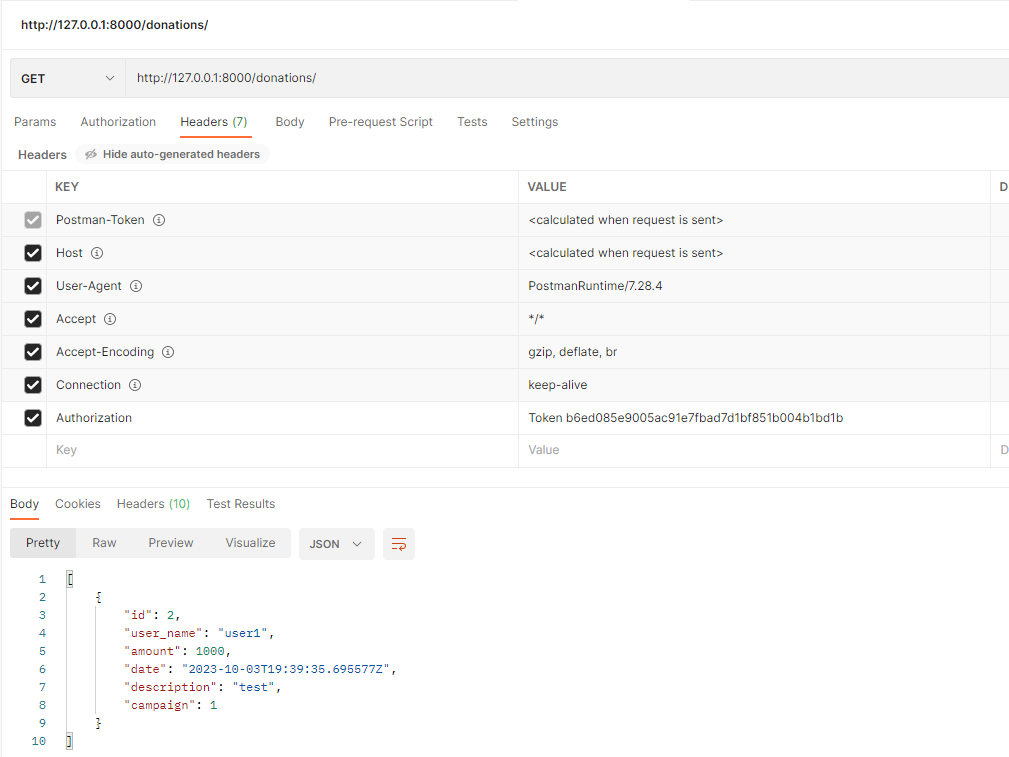 http://127.0.0.1:8000/donations/
GET http://127.0.0.1:8000/donations/
Params Authorization Headers (7) Body Pre-request Script Tests Settings
Headers Hide auto-generated headers
KEY VALUE D
Postman-Token <calculated when request is sent>
Host <calculated when request is sent>
User-Agent PostmanRuntime/7.28.4
Accept */*
Accept-Encoding gzip, deflate, br
Connection keep-alive
Authorization Token b6ed085e9005ac91e7fbad7d1bf851b004b1bd1b
Key Value D
Body Cookies Headers (10) Test Results
Pretty Raw Preview Visualize JSON
1 [
2 {
3 "id": 2,
4 "user_name": "user1",
5 "amount": 1000,
6 "date": "2023-10-03T19:39:35.695577Z",
7 "description": "test",
8 "campaign": 1
9 }
10 ]